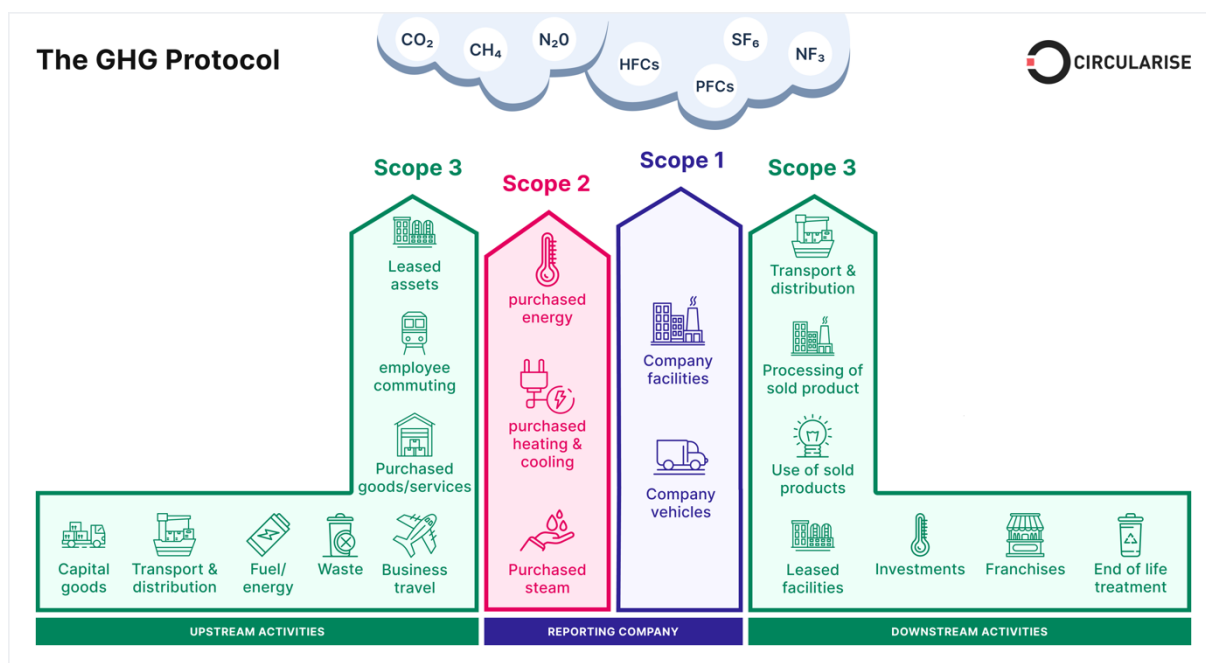 The GHG Protocol
CO₂
CH₄
N₂0
HFCs
SF₆
PFCs
NF₃
CIRCULARISE
Scope 3
Leased
assets
employee
commuting
Purchased
goods/services
Capital
goods
Transport &
distribution
Fuel/
energy
Waste
Business
travel
UPSTREAM ACTIVITIES
Scope 2
purchased
energy
purchased
heating &
cooling
Purchased
steam
Scope 1
Company
facilities
Company
vehicles
REPORTING COMPANY
Scope 3
Transport &
distribution
Processing of
sold product
Use of sold
products
Leased
facilities
Investments
Franchises
End of life
treatment
DOWNSTREAM ACTIVITIES